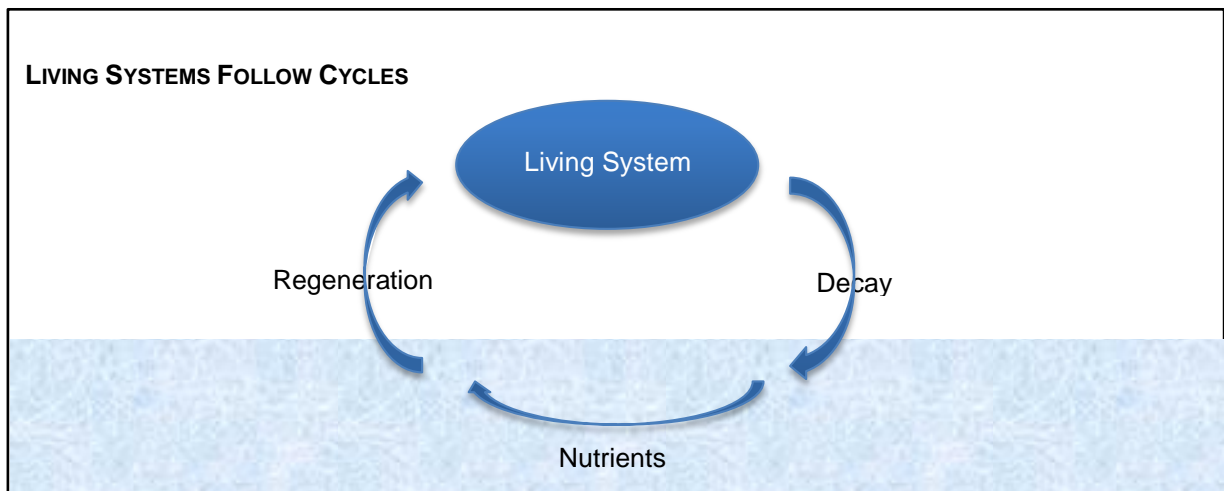 LIVING SYSTEMS FOLLOW CYCLES
Living System
Regeneration
Decay
Nutrients